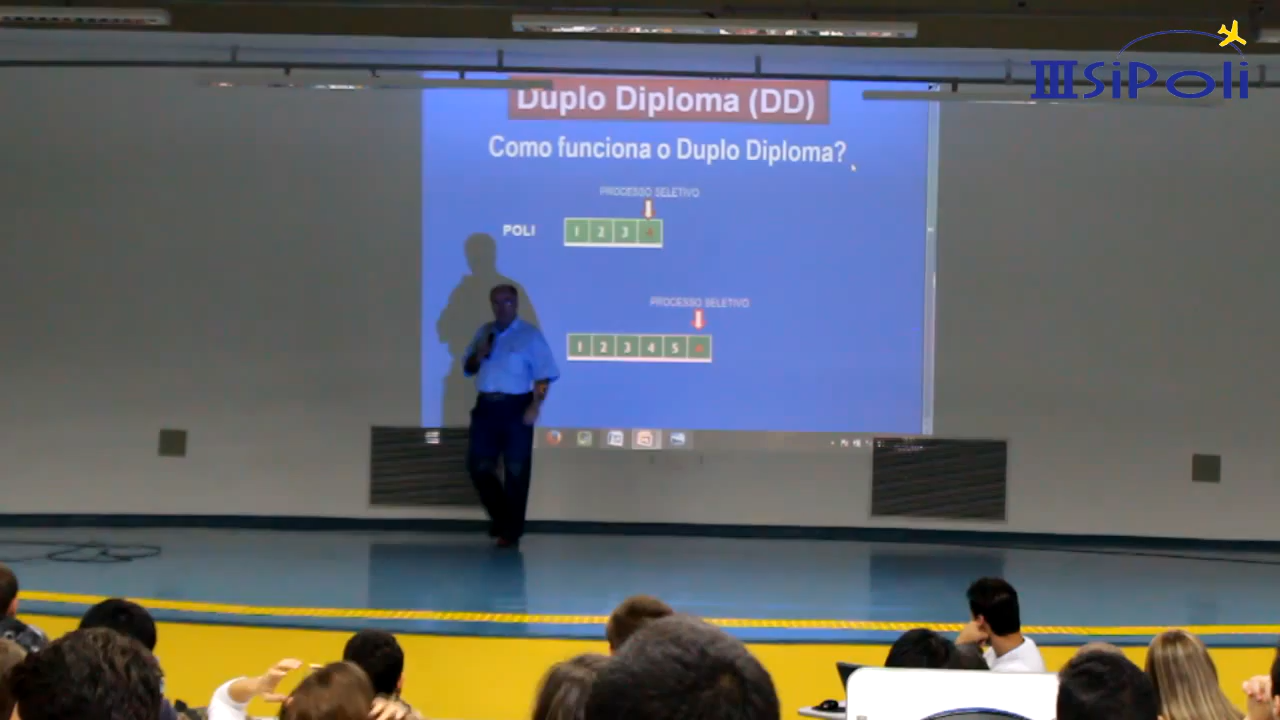 IIISiPoli
Duplo Diploma (DD)
Como funciona o Duplo Diploma?
PROCESSO SELETIVO
POLI
1 2 3 4
PROCESSO SELETIVO
1 2 3 4 5